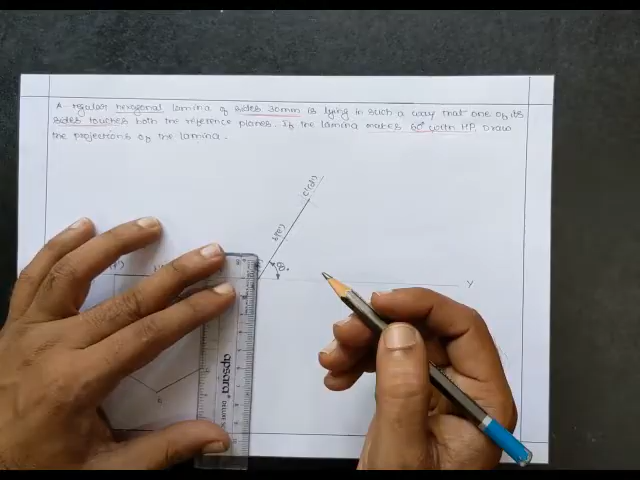 A regular hexagonal lamina of sides 30mm is lying in such a way that one of its
sides touches both the reference planes. If the lamina makes 60° with HP, Draw
the projections of the lamina.
c'(d')
b'(e')
θ
Y
apsara